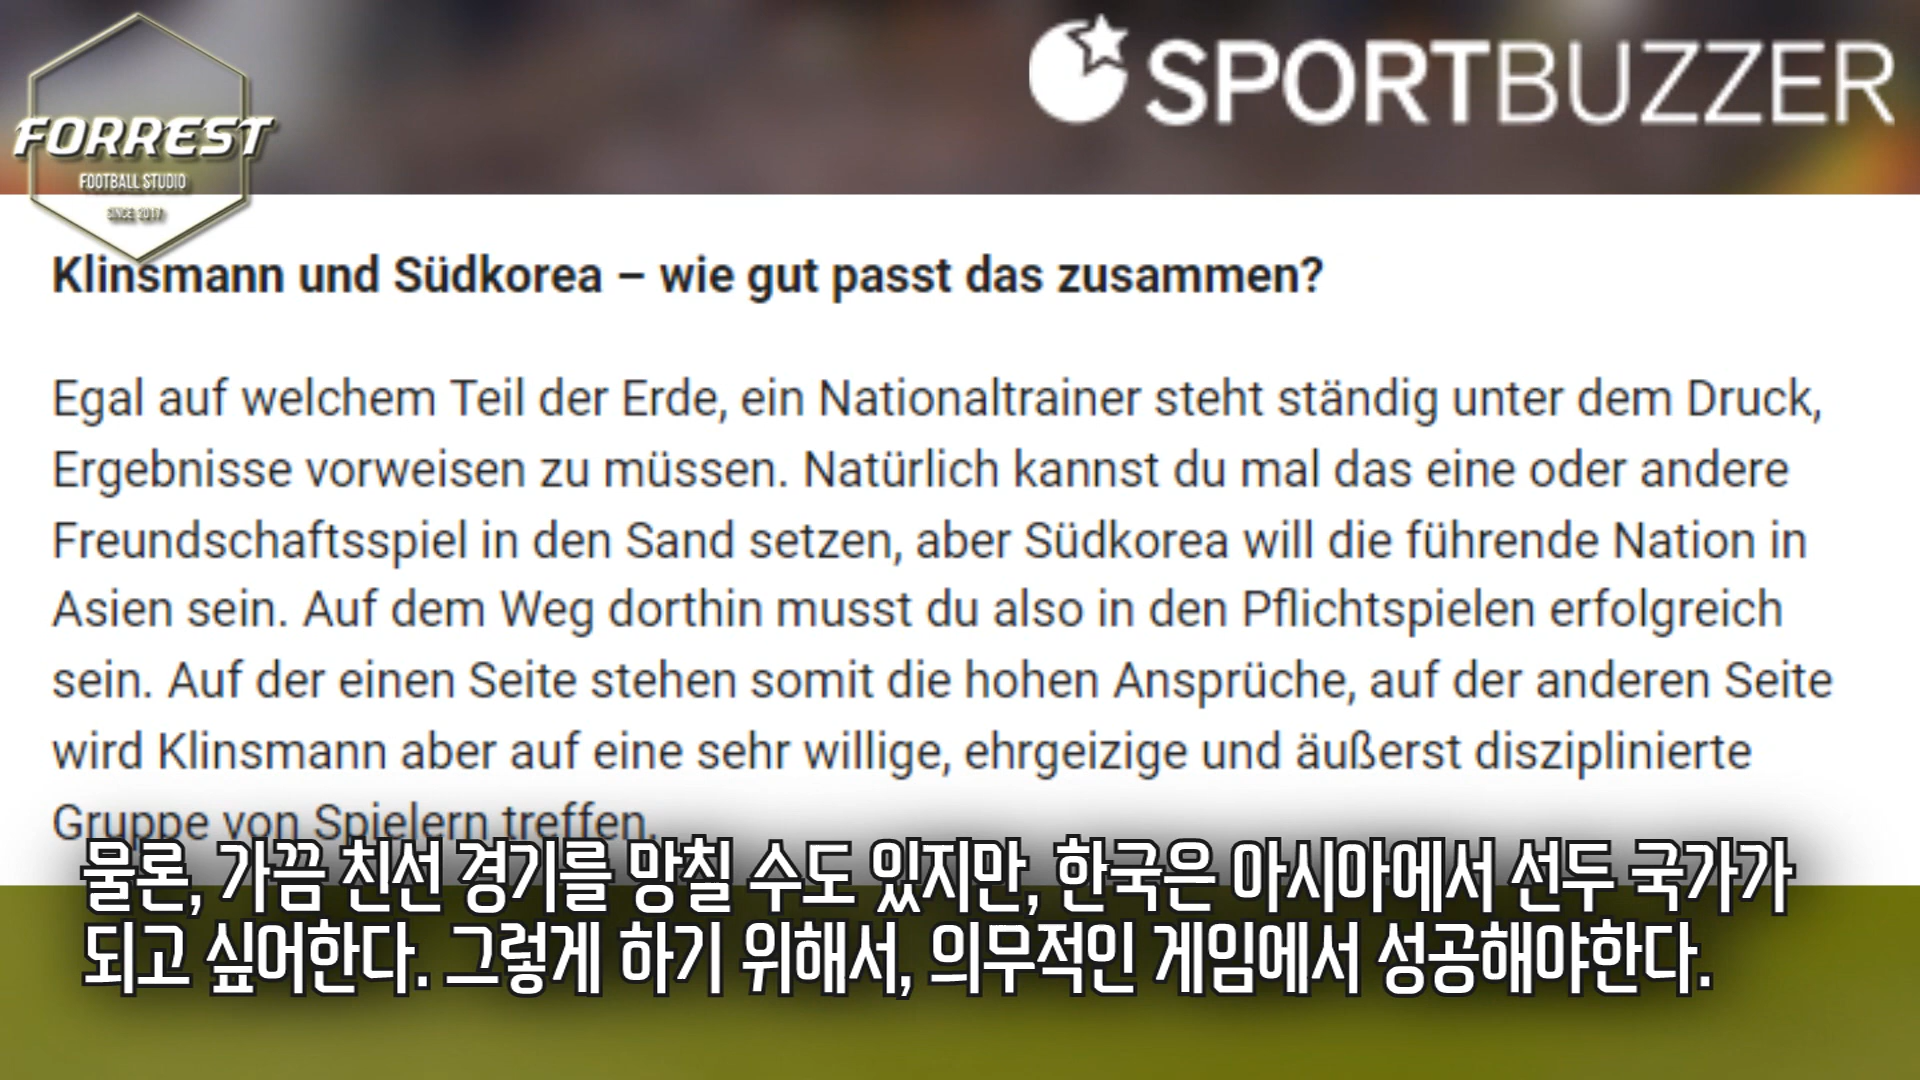 SPORTBUZZER
FORREST
FOOTBALL STUDIO
SINCE 2017
Klinsmann und Südkorea – wie gut passt das zusammen?
Egal auf welchem Teil der Erde, ein Nationaltrainer steht ständig unter dem Druck,
Ergebnisse vorweisen zu müssen. Natürlich kannst du mal das eine oder andere
Freundschaftsspiel in den Sand setzen, aber Südkorea will die führende Nation in
Asien sein. Auf dem Weg dorthin musst du also in den Pflichtspielen erfolgreich
sein. Auf der einen Seite stehen somit die hohen Ansprüche, auf der anderen Seite
wird Klinsmann aber auf eine sehr willige, ehrgeizige und äußerst disziplinierte
Gruppe von Spielern treffen.
물론, 가끔 친선 경기를 망칠 수도 있지만, 한국은 아시아에서 선두 국가가
되고 싶어한다. 그렇게 하기 위해서, 의무적인 게임에서 성공해야한다.